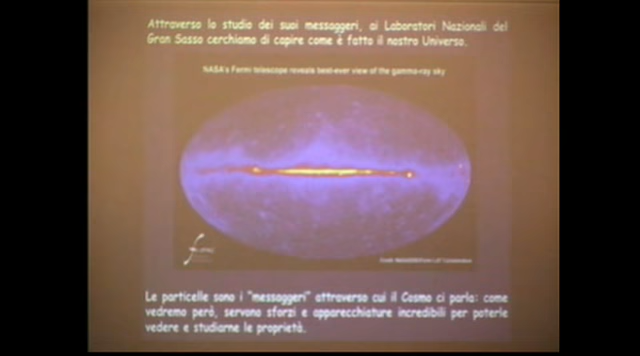 Attraverso lo studio dei suoi messaggeri, ai Laboratori Nazionali del
Gran Sasso cerchiamo di capire come è fatto il nostro Universo.
NASA's Fermi telescope reveals best-ever view of the gamma-ray sky
Le particelle sono i "messaggeri" attraverso cui il Cosmo ci parla: come
vedremo però, servono sforzi e apparecchiature incredibili per poterle
vedere e studiarne le proprietà.